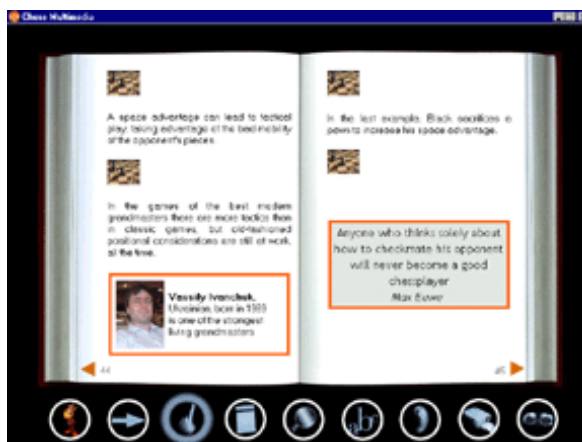 Chess Multimedia
A space advantage can lead to tactical
play, taking advantage of the bad mobility
of the opponent's pieces.
In the games of the best modern
grandmasters there are more tactics than
in classic games, but old-fashioned
positional considerations are still at work,
all the time.
Vassily Ivanchuk,
Ukrainian, born in
is one of the strongest
living grandmasters
44
In the last example, Black sacrifices a
pawn to increase his space advantage.
Anyone who thinks solely about
how to checkmate his opponent
will never become a good
chessplayer
Max Euwe
45
abc